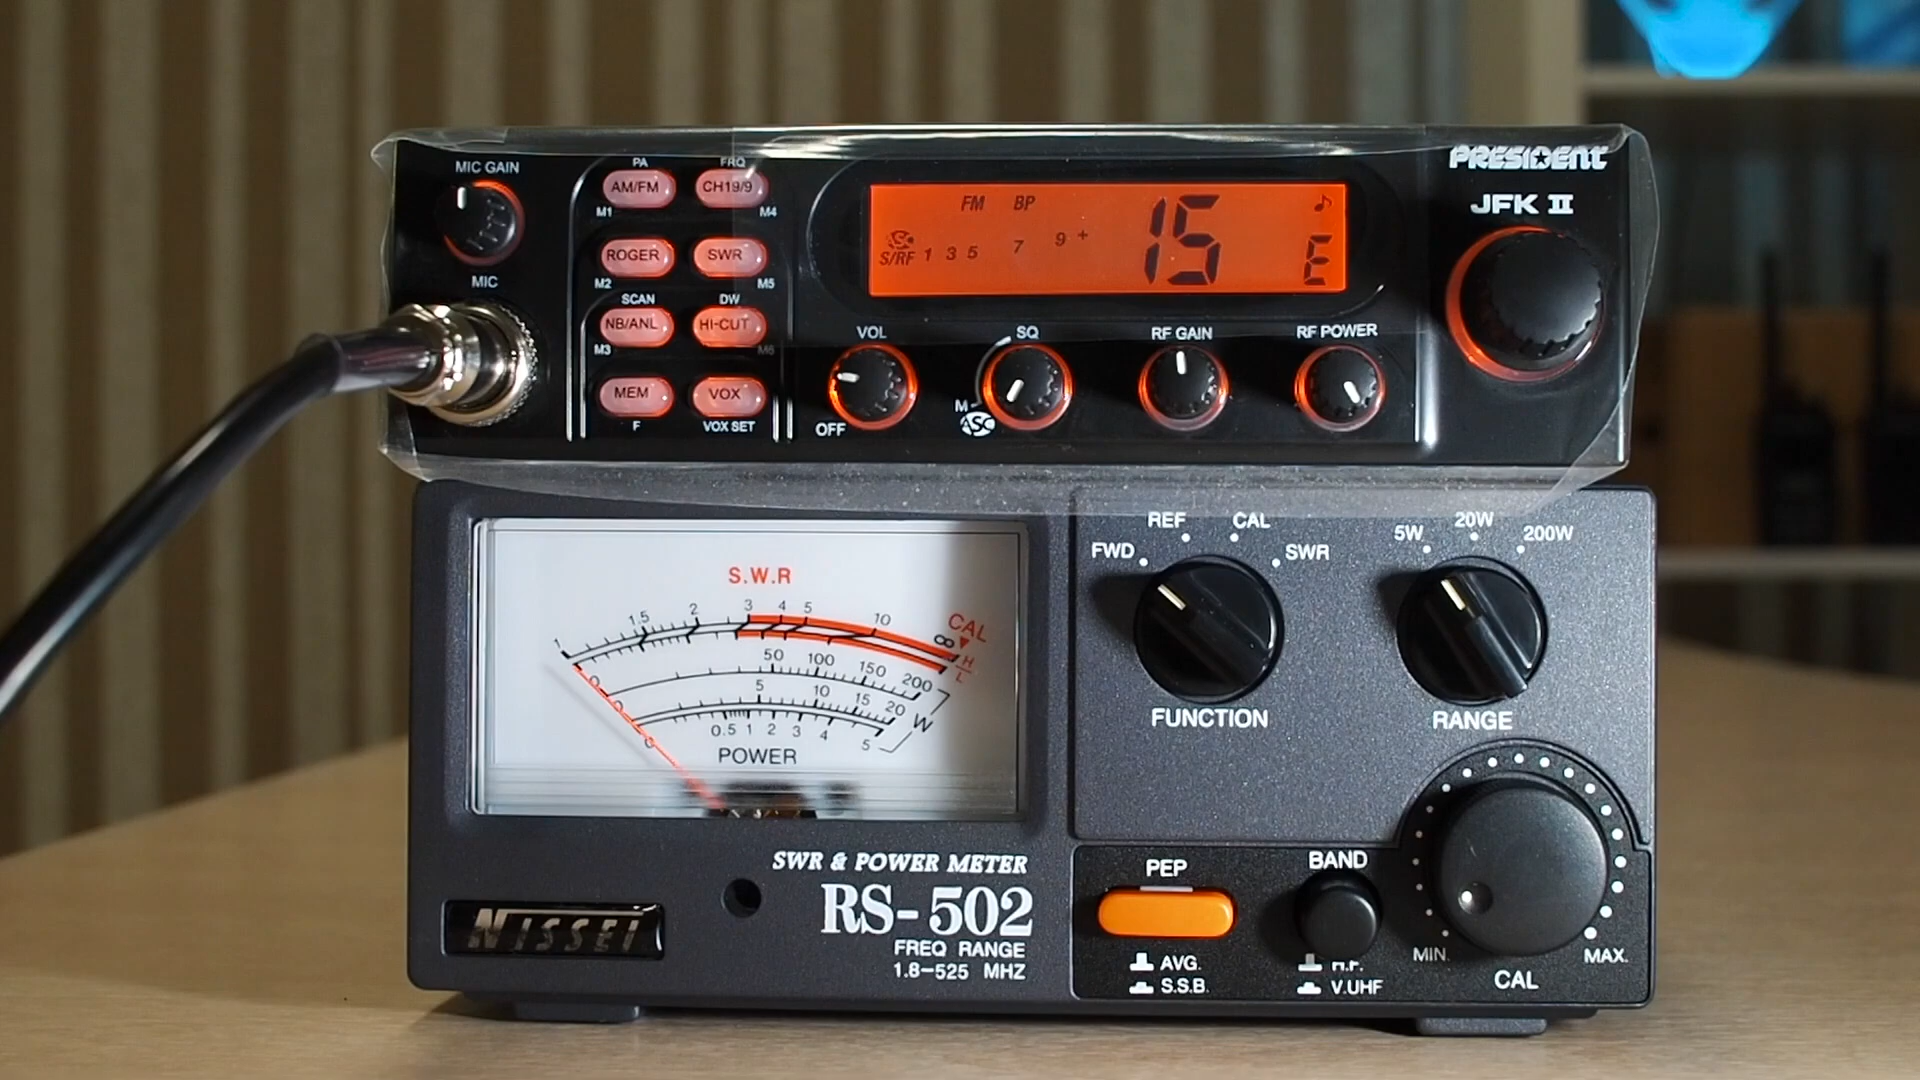 PRESIDENT
JFK II
MIC GAIN
MIC
PA
AM/FM
M1
FRQ
CH19/9
M4
ROGER
M2
SWR
M5
SCAN
NB/ANL
M3
DW
HI-CUT
M6
MEM
F
VOX
VOX SET
FM BP
ASC
S/RF 1 3 5 7 9 +
15
E
VOL
OFF
SQ
M
ASC
RF GAIN
RF POWER
S.W.R
1 1.5 2 3 4 5 10 ∞
CAL
H
L
0 50 100 150 200
0 5 10 15 20
W
0 0.5 1 2 3 4 5
POWER
FWD REF CAL SWR
FUNCTION
5W 20W 200W
RANGE
SWR & POWER METER
RS-502
FREQ RANGE
1.8-525 MHZ
NISSEI
PEP
AVG.
S.S.B.
BAND
H.F.
V.UHF
MIN.
MAX.
CAL